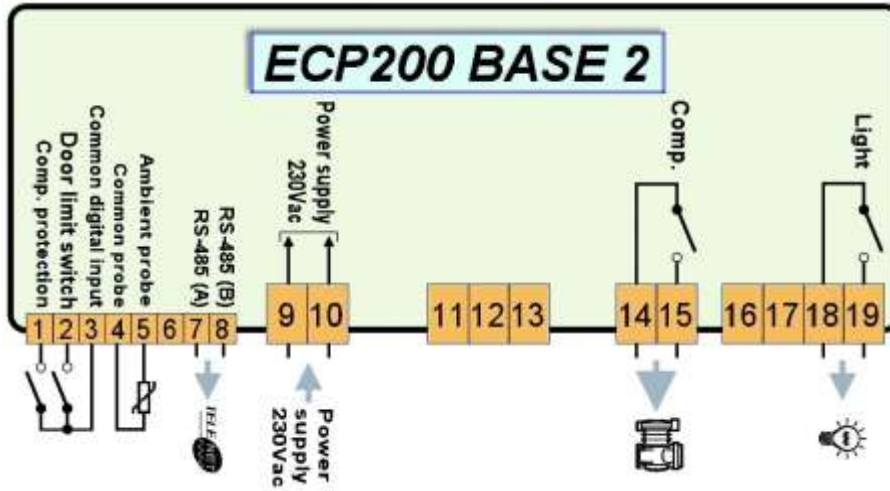 ECP200 BASE 2
Comp. protection
Door limit switch
Common digital input
Common probe
Ambient probe
RS-485 (A)
RS-485 (B)
Power supply
230Vac
Comp.
Light
1 2 3 4 5 6 7 8
9 10
11 12 13
14 15
16 17 18 19
TELE
Power
supply
230Vac